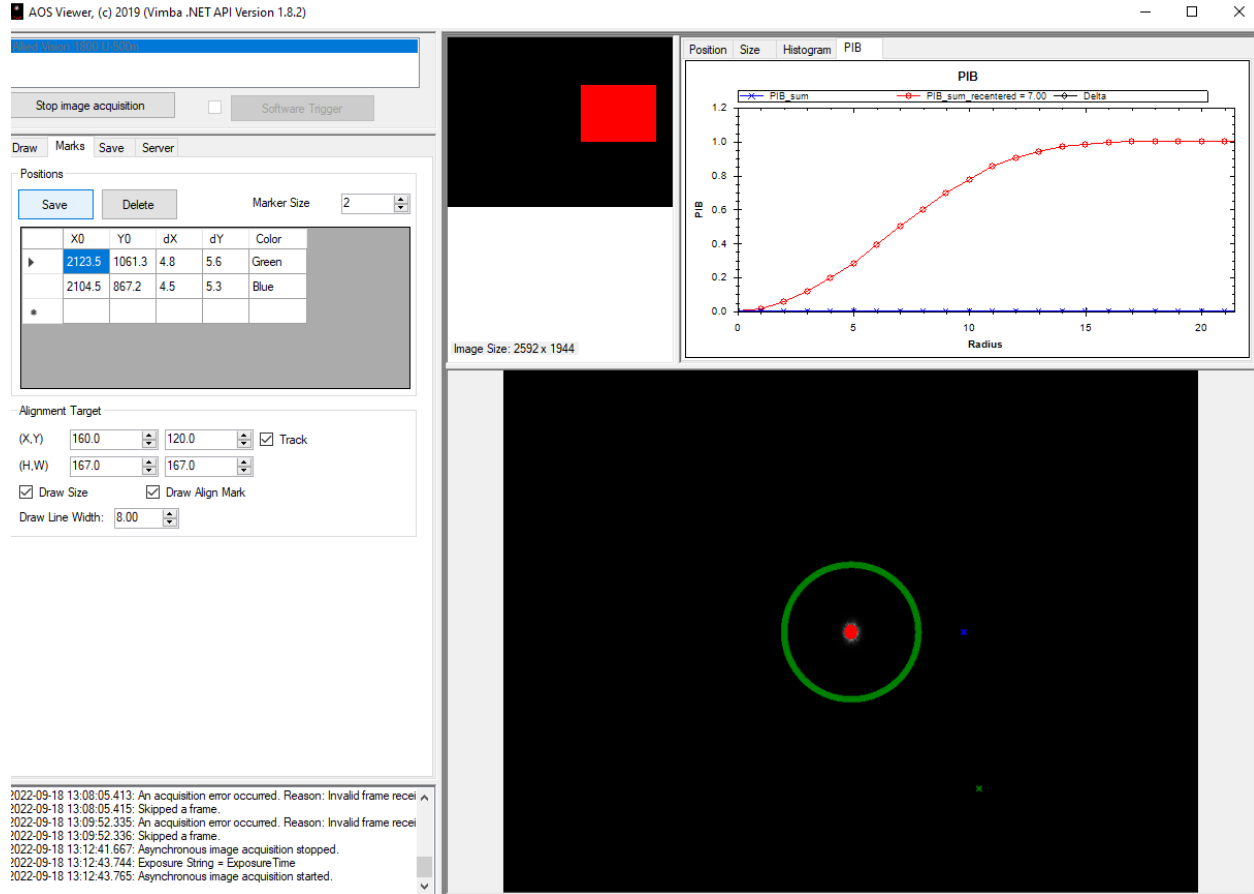 AOS Viewer, (c) 2019 (Vimba .NET API Version 1.8.2)
Allied Vision 1800 U-500m
Stop image acquisition
Software Trigger
Draw Marks Save Server
Positions
Save Delete Marker Size 2
X0 Y0 dX dY Color
2123.5 1061.3 4.8 5.6 Green
2104.5 867.2 4.5 5.3 Blue
Alignment Target
(X,Y) 160.0 120.0 Track
(H,W) 167.0 167.0
Draw Size Draw Align Mark
Draw Line Width: 8.00
2022-09-18 13:08:05.413: An acquisition error occurred. Reason: Invalid frame recei
2022-09-18 13:08:05.415: Skipped a frame.
2022-09-18 13:09:52.335: An acquisition error occurred. Reason: Invalid frame recei
2022-09-18 13:09:52.336: Skipped a frame.
2022-09-18 13:12:41.667: Asynchronous image acquisition stopped.
2022-09-18 13:12:43.744: Exposure String = ExposureTime
2022-09-18 13:12:43.765: Asynchronous image acquisition started.
Image Size: 2592 x 1944
Position Size Histogram PIB
PIB
PIB_sum PIB_sum_recentered = 7.00 Delta
1.2
1.0
0.8
0.6
0.4
0.2
0.0
PIB
0 5 10 15 20
Radius